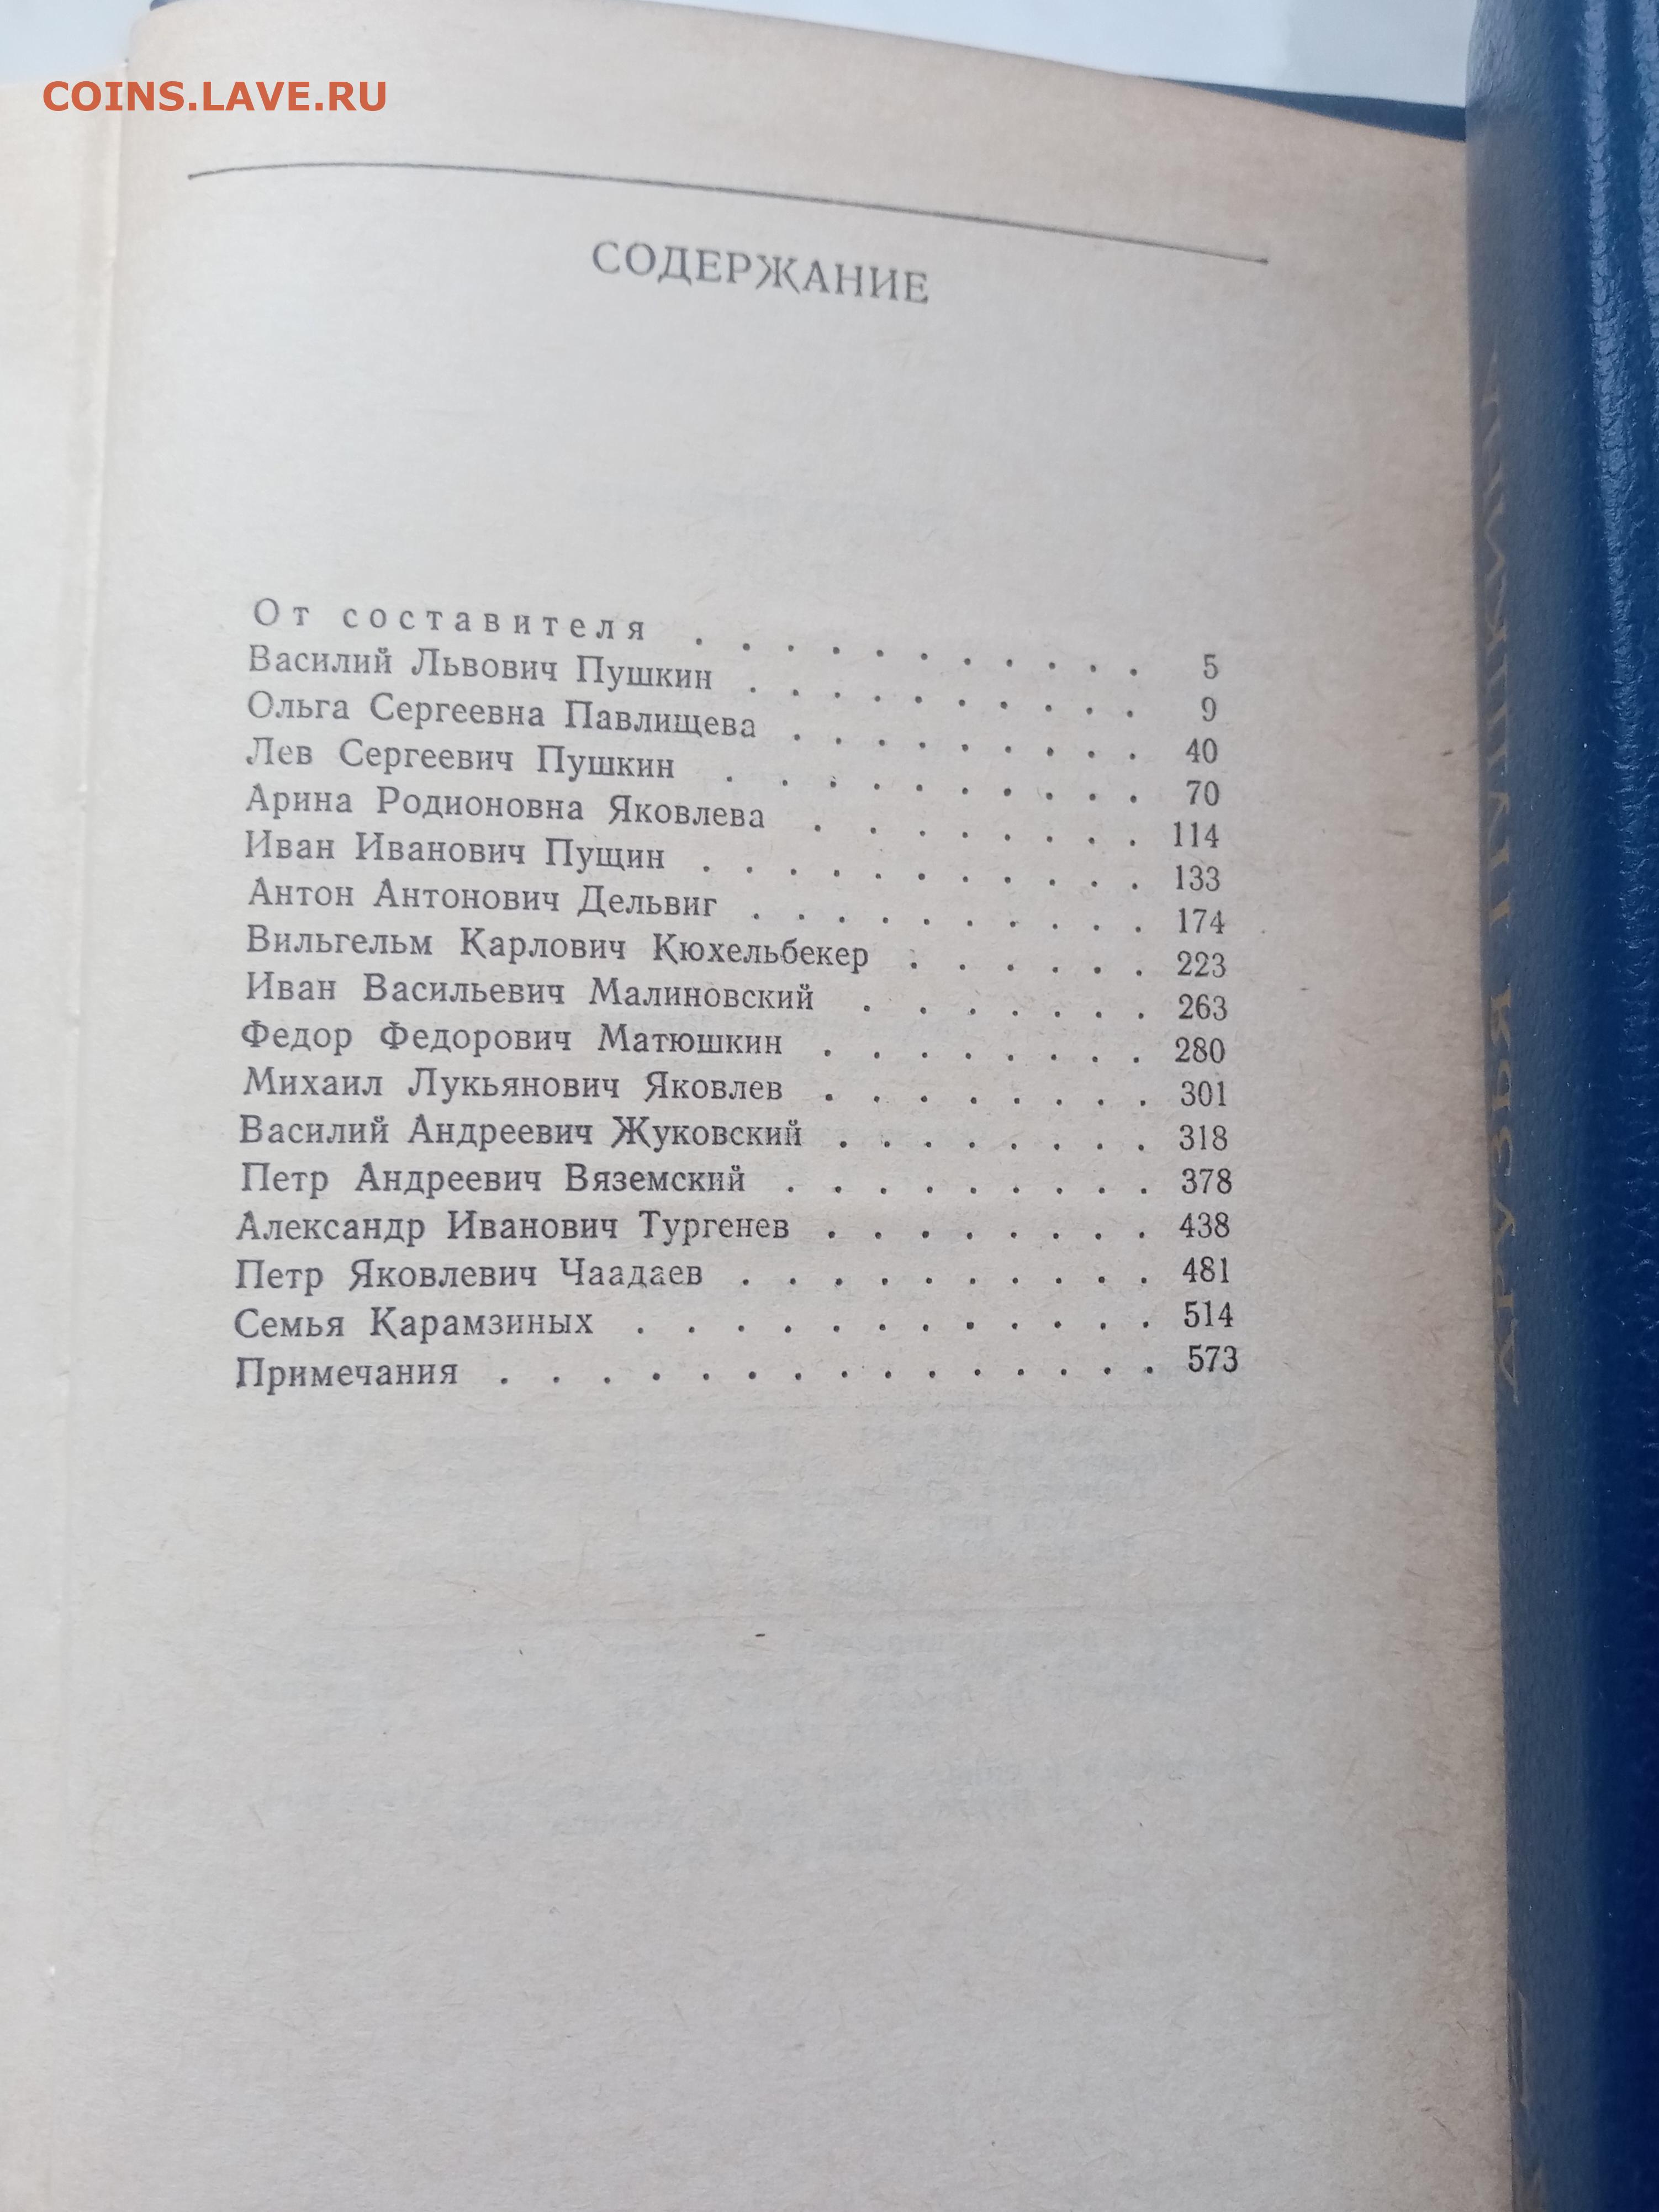 COINS.LAVE.RU
СОДЕРЖАНИЕ
От составителя . . . . . . . . . . . 5
Василий Львович Пушкин . . . . . . . . . . 9
Ольга Сергеевна Павлищева . . . . . . . . . 40
Лев Сергеевич Пушкин . . . . . . . . . 70
Арина Родионовна Яковлева . . . . . . . 114
Иван Иванович Пущин . . . . . . . . . . . 133
Антон Антонович Дельвиг . . . . . . . . . . 174
Вильгельм Карлович Кюхельбекер . . . . . . 223
Иван Васильевич Малиновский . . . . . . . 263
Федор Федорович Матюшкин . . . . . . . . 280
Михаил Лукьянович Яковлев . . . . . . . . 301
Василий Андреевич Жуковский . . . . . . . . 318
Петр Андреевич Вяземский . . . . . . . . . 378
Александр Иванович Тургенев . . . . . . . . 438
Петр Яковлевич Чаадаев . . . . . . . . . . 481
Семья Карамзиных . . . . . . . . . . . . 514
Примечания . . . . . . . . . . . . . . 573